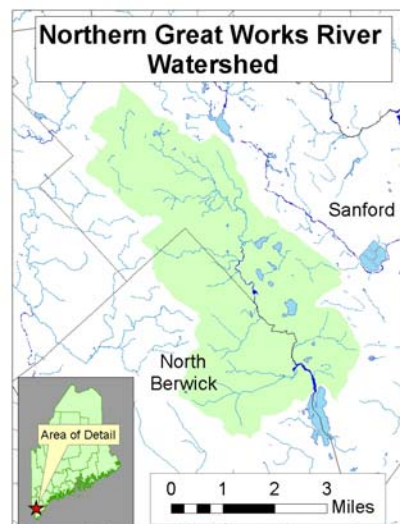 Northern Great Works River
Watershed
Sanford
North
Berwick
Area of Detail
0 1 2 3
Miles